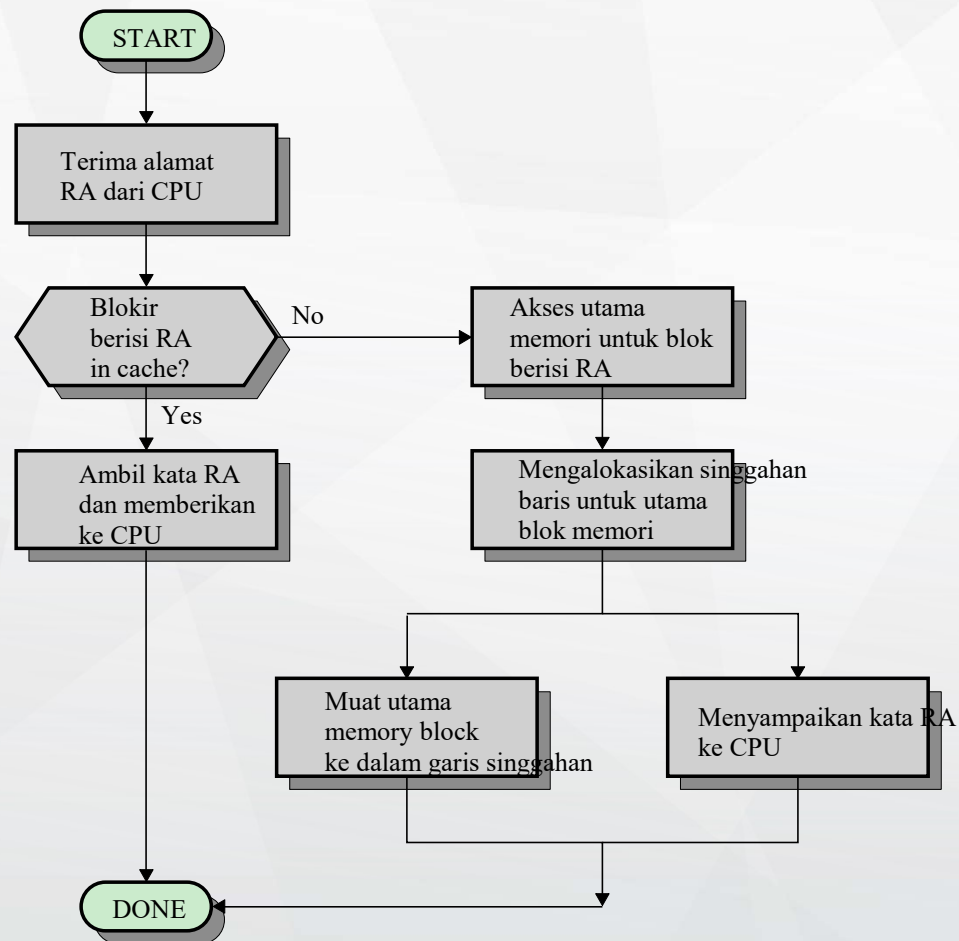 START
Terima alamat
RA dari CPU
Blokir
berisi RA
in cache?
No
Yes
Akses utama
memori untuk blok
berisi RA
Ambil kata RA
dan memberikan
ke CPU
Mengalokasikan singgahan
baris untuk utama
blok memori
Muat utama
memory block
ke dalam garis singgahan
Menyampaikan kata RA
ke CPU
DONE